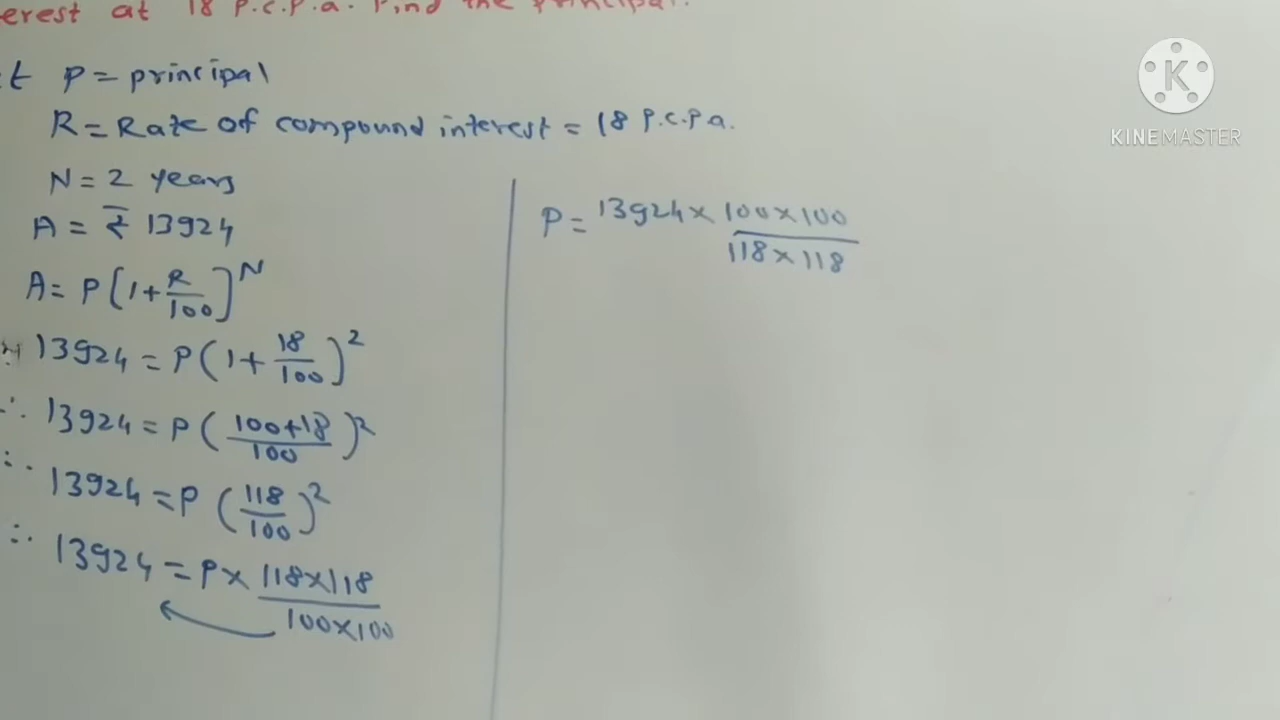 erest at 18 P.C.P.a. Find the principal.
P = principal
R = Rate of compound interest = 18 P.C.P.a.
N = 2 years
A = ₹ 13924
A = P[1+R/100]^N
13924 = P(1+18/100)^2
∴ 13924 = P(100+18/100)^2
∴ 13924 = P(118/100)^2
∴ 13924 = P× 118×118/100×100
P = 13924× 100×100/118×118
K
KINEMASTER